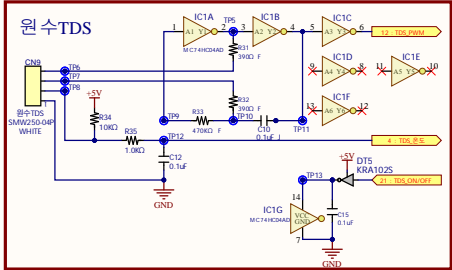 원 수TDS
IC1A
1 A1 Y1 2
MC74HC04AD
TP5
IC1B
3 A2 Y2 4
IC1C
5 A3 Y3 6
12 : TDS_PWM
R31
390Ω F
IC1D
9 A4 Y4 8
IC1E
11 A5 Y5 10
IC1F
13 A6 Y6 12
CN9
TP6
TP7
TP8
원수TDS
SMW250-04P
WHITE
1
+5V
R34
10KΩ
R32
390Ω F
TP9
R33
470KΩ F
TP10
C10
0.1uF J
TP11
R35
1.0KΩ
TP12
4 : TDS_온도
C12
0.1uF
GND
+5V
DT5
KRA102S
21 : TDS_ON/OFF
TP13
14
IC1G
MC74HC04AD
VCC
GND
7
C15
0.1uF
GND